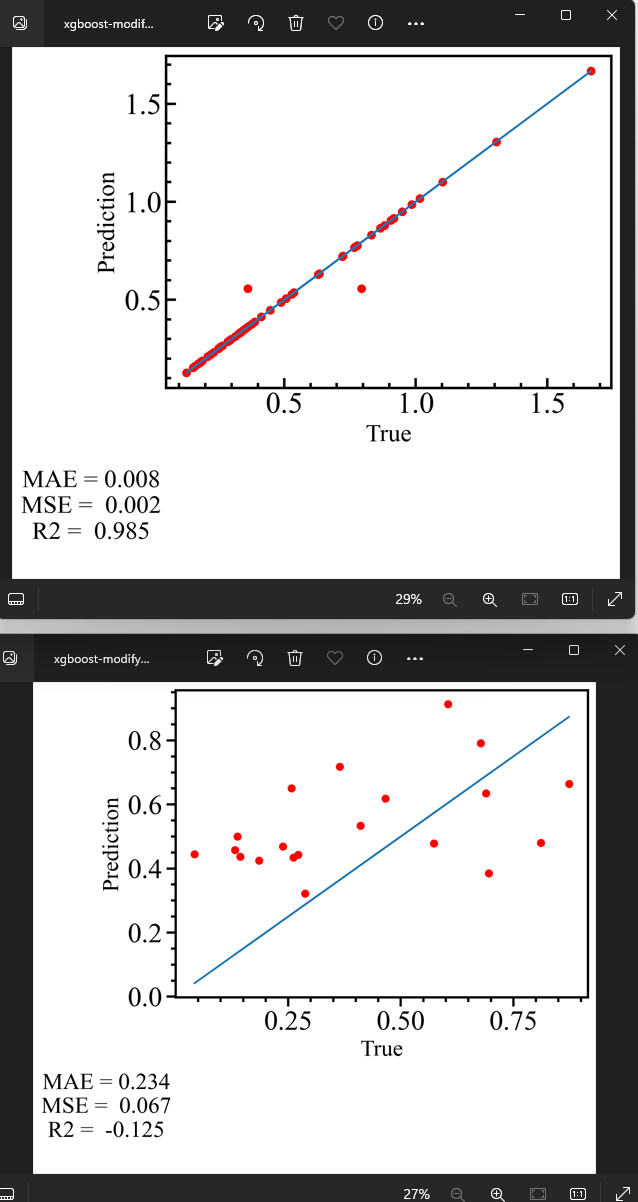 xgboost-modif...
1.5
1.0
0.5
Prediction
0.5 1.0 1.5
True
MAE = 0.008
MSE = 0.002
R2 = 0.985
29%
1:1
xgboost-modify...
0.8
0.6
0.4
0.2
0.0
Prediction
0.25 0.50 0.75
True
MAE = 0.234
MSE = 0.067
R2 = -0.125
27%
1:1